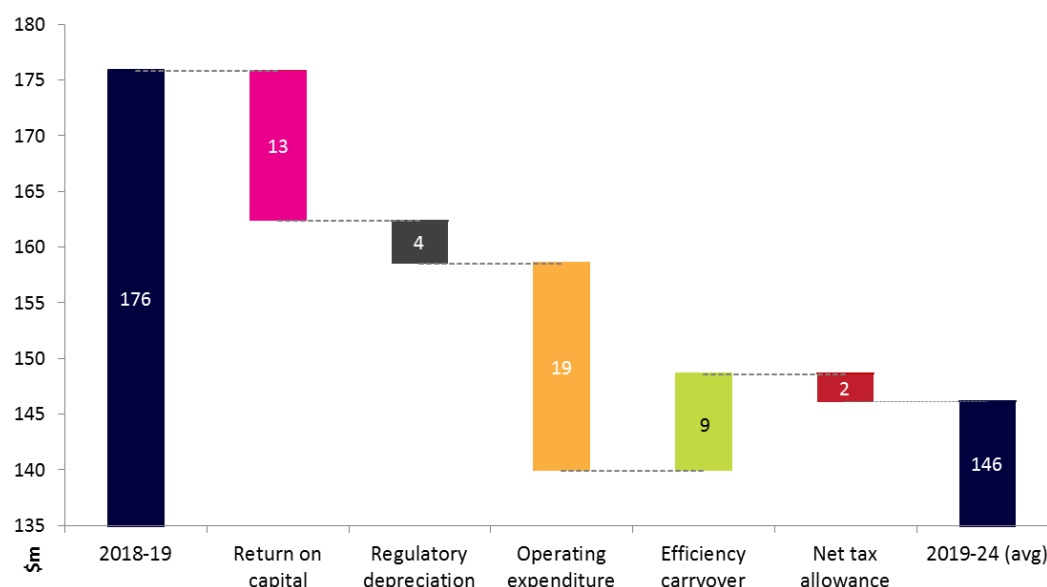 180
175
170
165
160
155
150
145
140
135
$m
176
13
4
19
9
2
146
2018-19
Return on
capital
Regulatory
depreciation
Operating
expenditure
Efficiency
carryover
Net tax
allowance
2019-24 (avg)